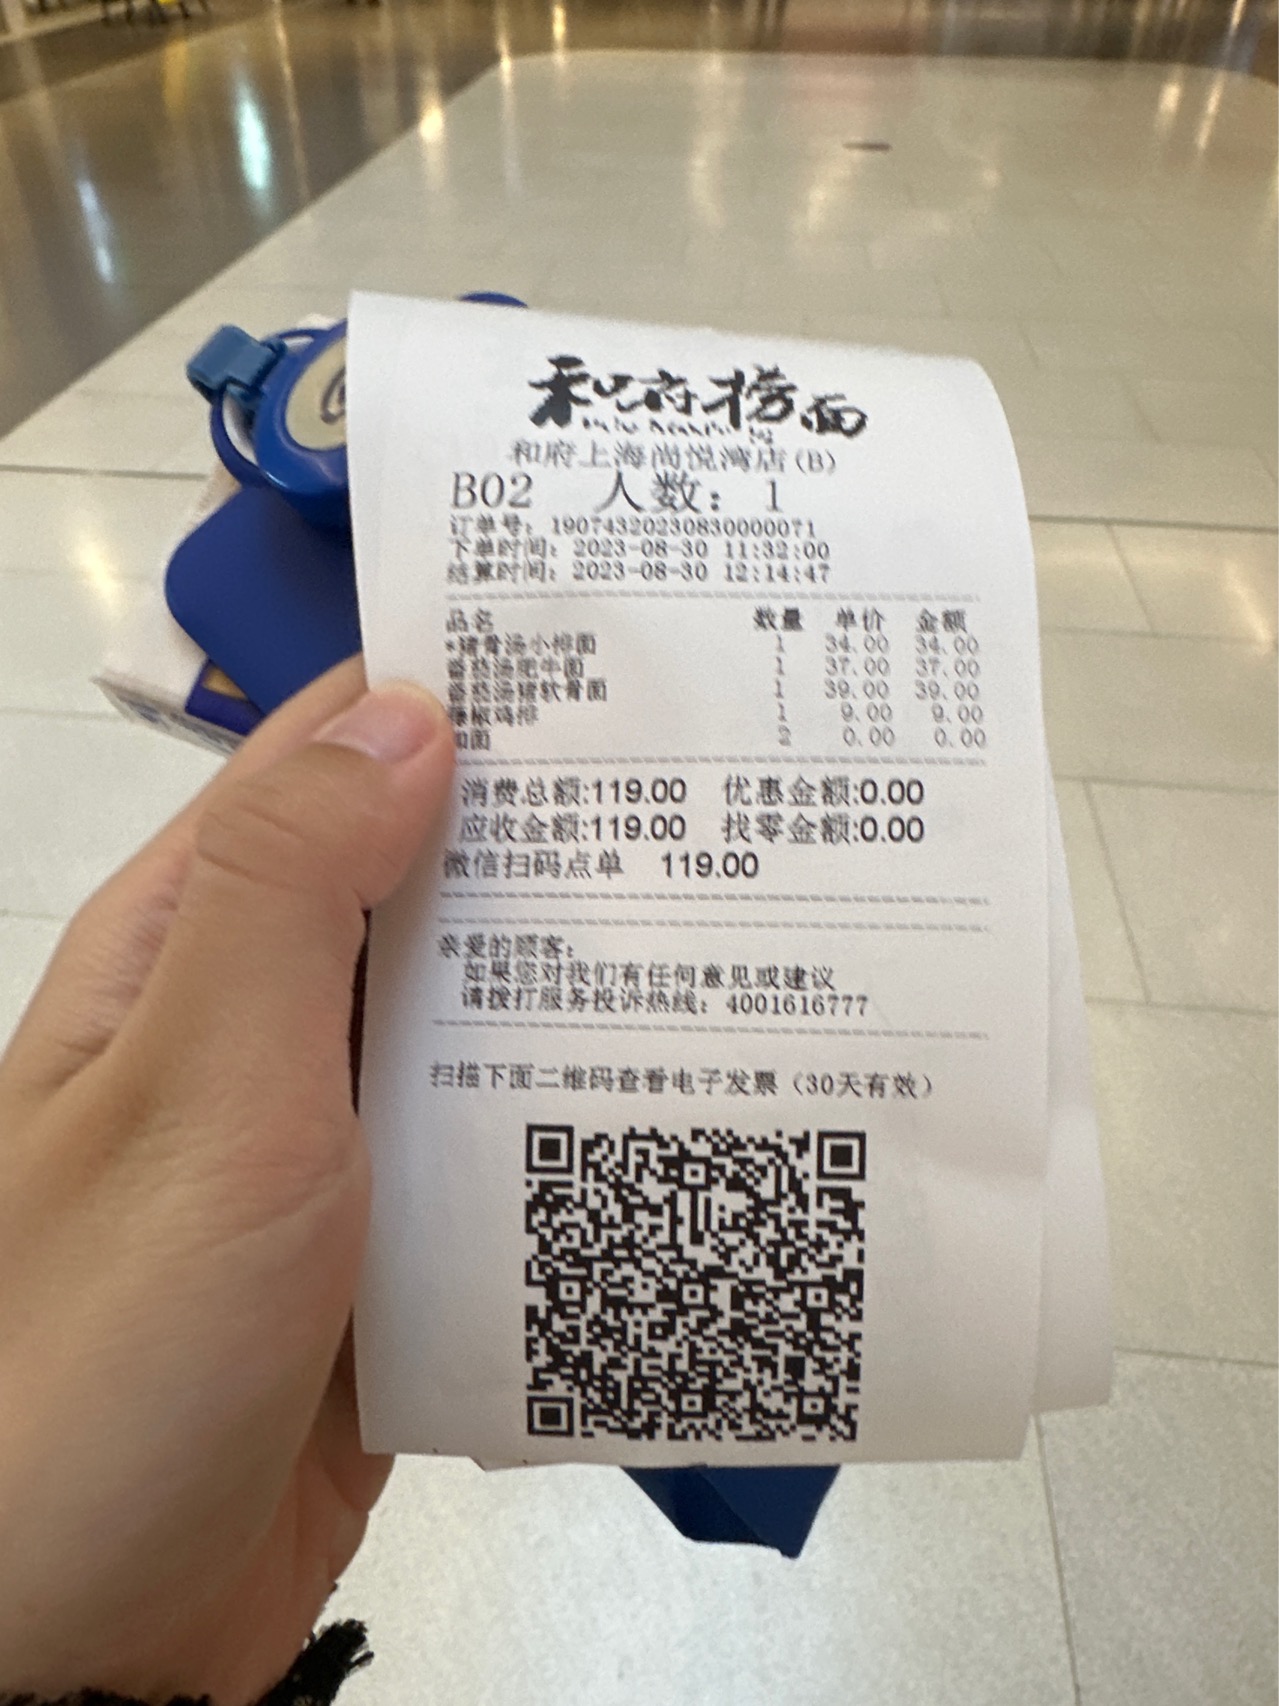 和府捞面
和府上海尚悦湾店(B)
B02 人数: 1
订单号: 19074320230830000071
下单时间: 2023-08-30 11:32:00
结算时间: 2023-08-30 12:14:47
品名 数量 单价 金额
*猪骨汤小排面 1 34.00 34.00
番茄汤肥牛面 1 37.00 37.00
番茄汤猪软骨面 1 39.00 39.00
藤椒鸡排 1 9.00 9.00
加面 2 0.00 0.00
消费总额:119.00 优惠金额:0.00
应收金额:119.00 找零金额:0.00
微信扫码点单 119.00
亲爱的顾客:
如果您对我们有任何意见或建议
请拨打服务投诉热线: 4001616777
扫描下面二维码查看电子发票（30天有效）